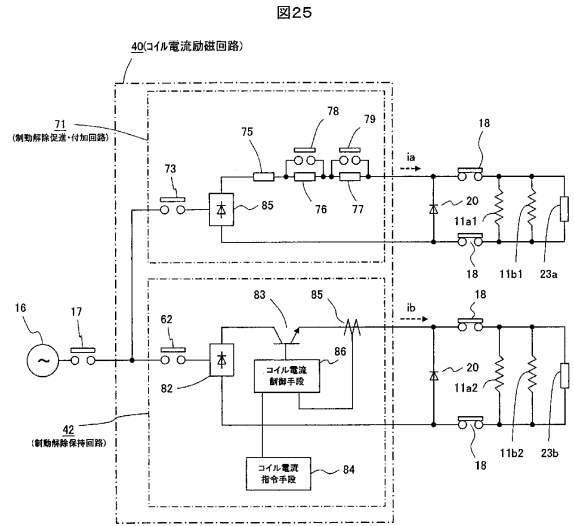 図25
40(コイル電流励磁回路)
71
(制動解除促進・付加回路)
78
79
75
73
85
76
77
ia
18
20
11a1
11b1
23a
18
16
17
62
83
85
ib
18
82
コイル電流
制御手段
86
20
11a2
11b2
23b
42
(制動解除保持回路)
コイル電流
指令手段
84
18